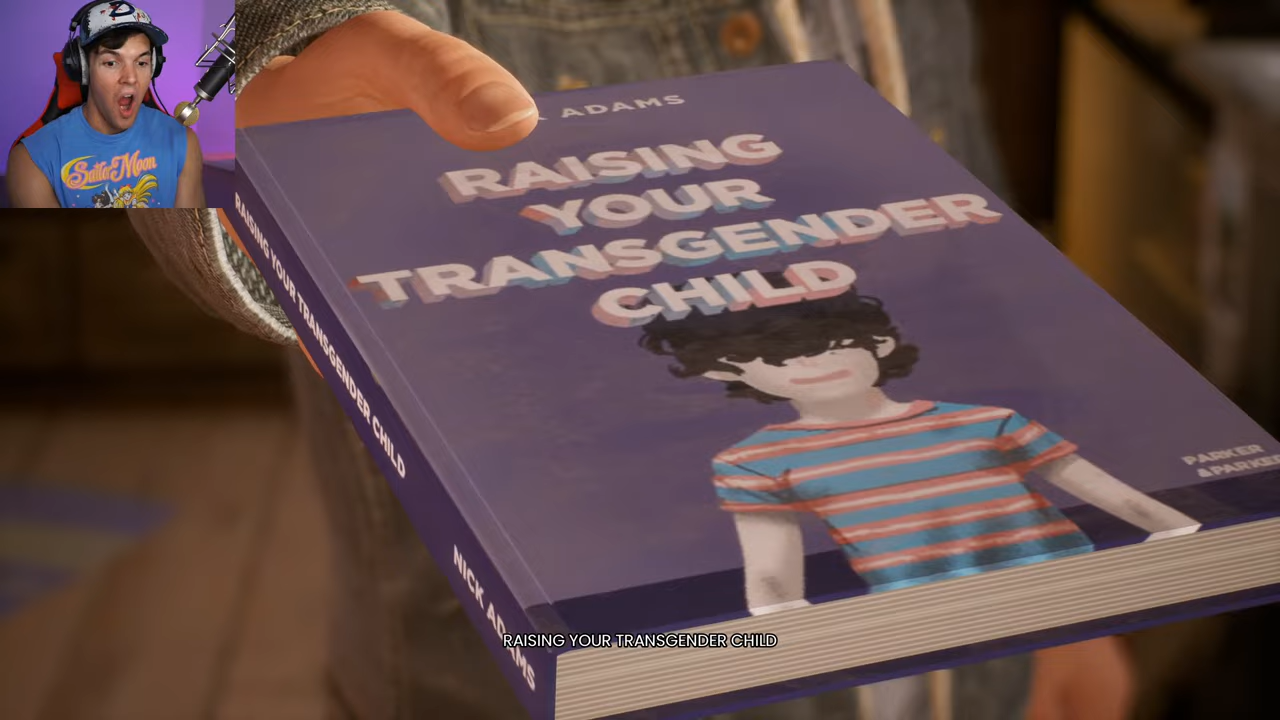 Sailor Moon
ADAMS
RAISING
YOUR
TRANSGENDER
CHILD
PARKER
&PARKER
RAISING YOUR TRANSGENDER CHILD
NICK ADAMS
RAISING YOUR TRANSGENDER CHILD